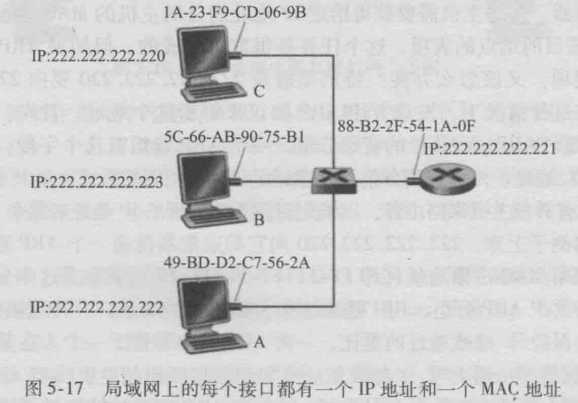 1A-23-F9-CD-06-9B
IP:222.222.222.220
C
5C-66-AB-90-75-B1
88-B2-2F-54-1A-0F
IP:222.222.222.221
IP:222.222.222.223
B
49-BD-D2-C7-56-2A
IP:222.222.222.222
A
图 5-17 局域网上的每个接口都有一个 IP 地址和一个 MAC 地址